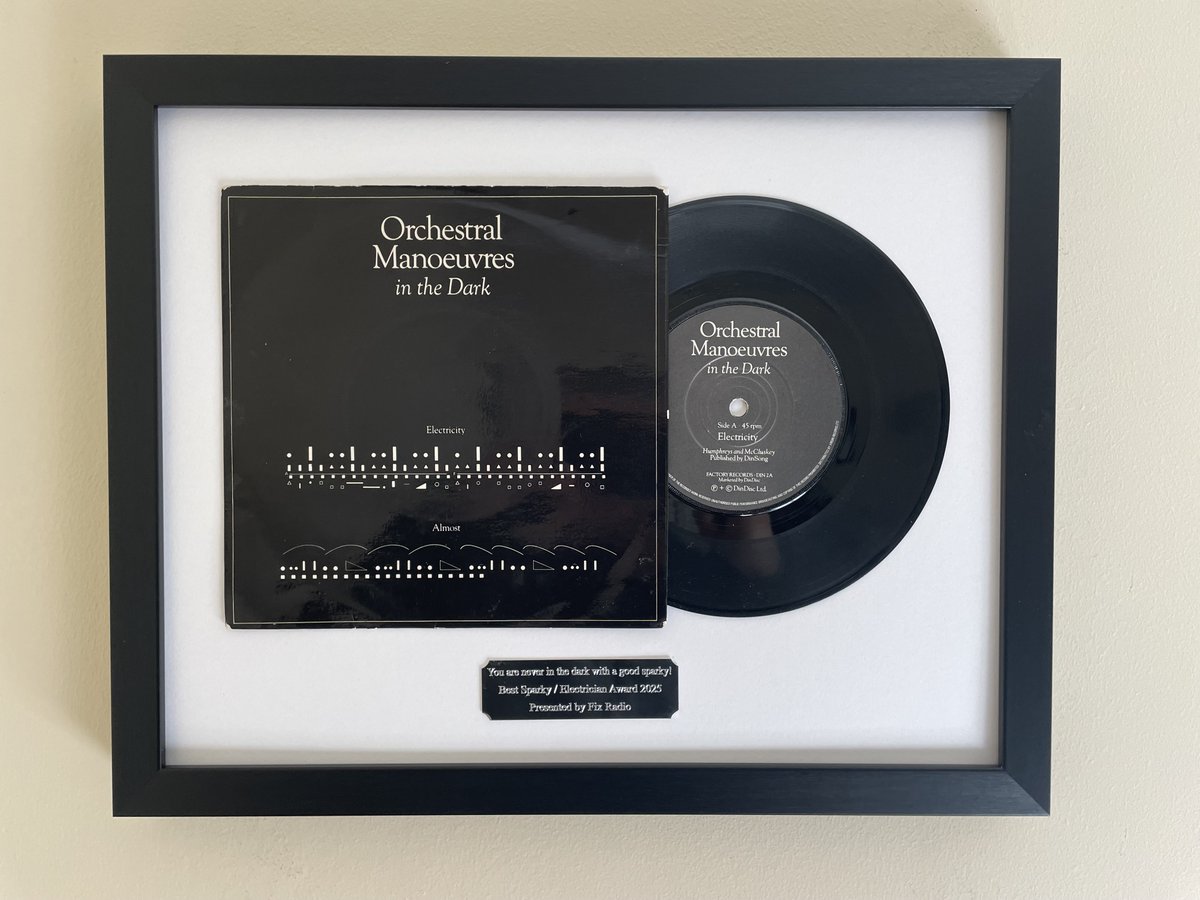 Orchestral
Manoeuvres
in the Dark
Electricity
Almost
Orchestral
Manoeuvres
in the Dark
Side A 45 rpm
Electricity
Humphreys and McCluskey
Published by DinSong
FACTORY RECORDS · DIN 2A
Marketed by DinDisc
Ⓟ + © DinDisc Ltd.
You are never in the dark with a good sparky!
Best Sparky / Electrician Award 2025
Presented by Fix Radio